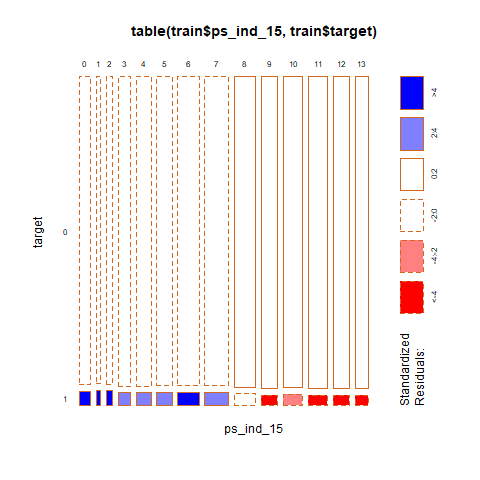 table(train$ps_ind_15, train$target)
0 1 2 3 4 5 6 7 8 9 10 11 12 13
target
0
1
ps_ind_15
Standardized
Residuals:
<-4
-4:-2
-2:0
0:2
2:4
>4